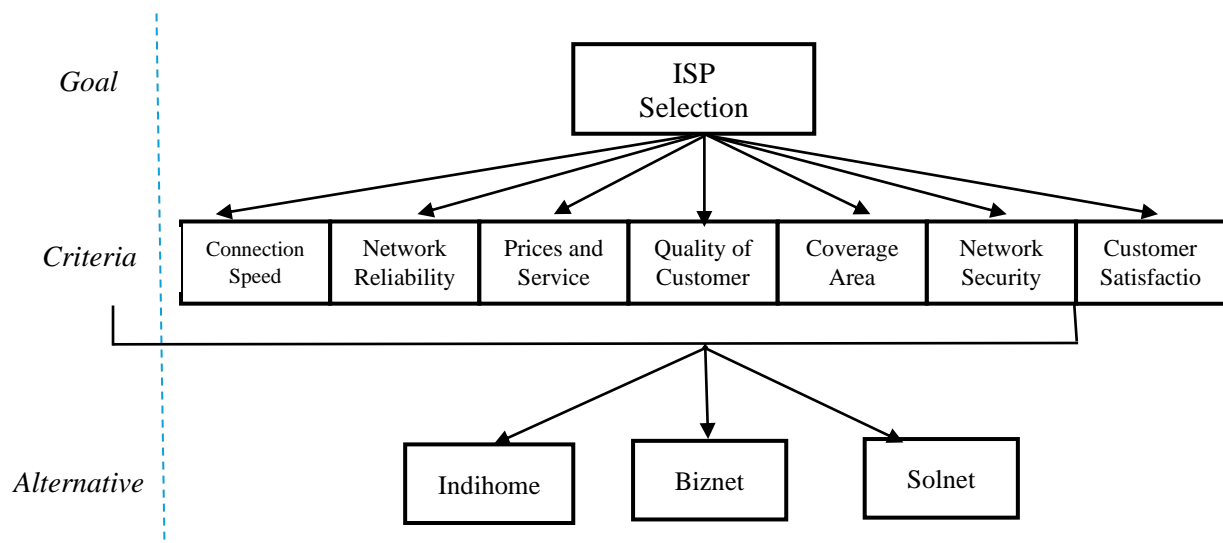 Goal
ISP
Selection
Criteria
Connection
Speed
Network
Reliability
Prices and
Service
Quality of
Customer
Coverage
Area
Network
Security
Customer
Satisfactio
Alternative
Indihome
Biznet
Solnet